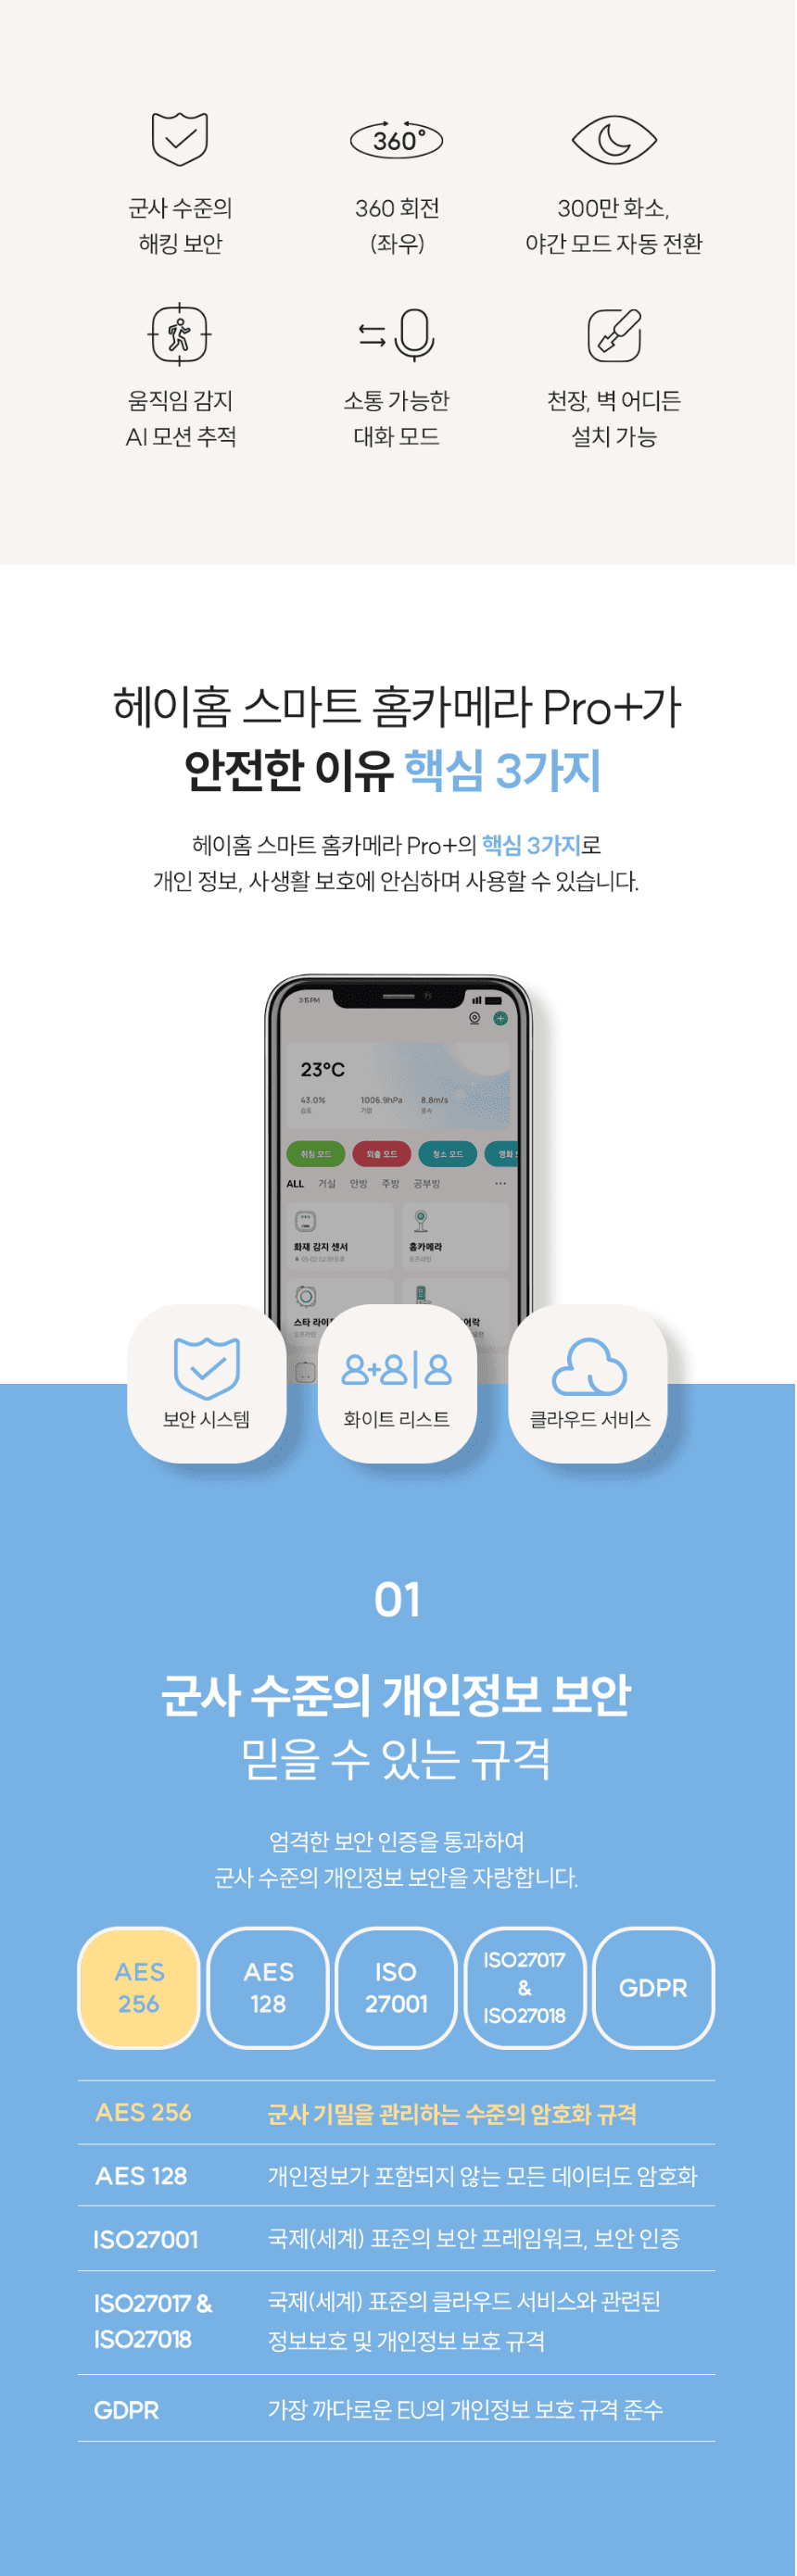 군사 수준의
해킹 보안
360°
360 회전
(좌우)
300만 화소,
야간 모드 자동 전환
움직임 감지
AI 모션 추적
소통 가능한
대화 모드
천장, 벽 어디든
설치 가능
헤이홈 스마트 홈카메라 Pro+가
안전한 이유 핵심 3가지
헤이홈 스마트 홈카메라 Pro+의 핵심 3가지로
개인 정보, 사생활 보호에 안심하며 사용할 수 있습니다.
3:15 PM
23°C
43.0% 1006.9hPa 8.8m/s
습도 기압 풍속
취침 모드 외출 모드 청소 모드 영화
ALL 거실 안방 주방 공부방 ...
화재 감지 센서 홈카메라
오프라인
스타 라이 어락
오프라인
보안 시스템
화이트 리스트
클라우드 서비스
01
군사 수준의 개인정보 보안
믿을 수 있는 규격
엄격한 보안 인증을 통과하여
군사 수준의 개인정보 보안을 자랑합니다.
AES
256
AES
128
ISO
27001
ISO27017
&
ISO27018
GDPR
AES 256 군사 기밀을 관리하는 수준의 암호화 규격
AES 128 개인정보가 포함되지 않는 모든 데이터도 암호화
ISO27001 국제(세계) 표준의 보안 프레임워크, 보안 인증
ISO27017 & 국제(세계) 표준의 클라우드 서비스와 관련된
ISO27018 정보보호 및 개인정보 보호 규격
GDPR 가장 까다로운 EU의 개인정보 보호 규격 준수